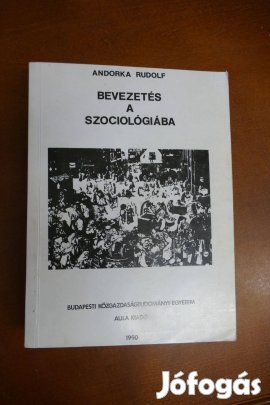 ANDORKA RUDOLF
BEVEZETÉS
A
SZOCIOLÓGIÁBA
BUDAPESTI KÖZGAZDASÁGTUDOMÁNYI EGYETEM
AULA KIADÓ
1990
Jófogás